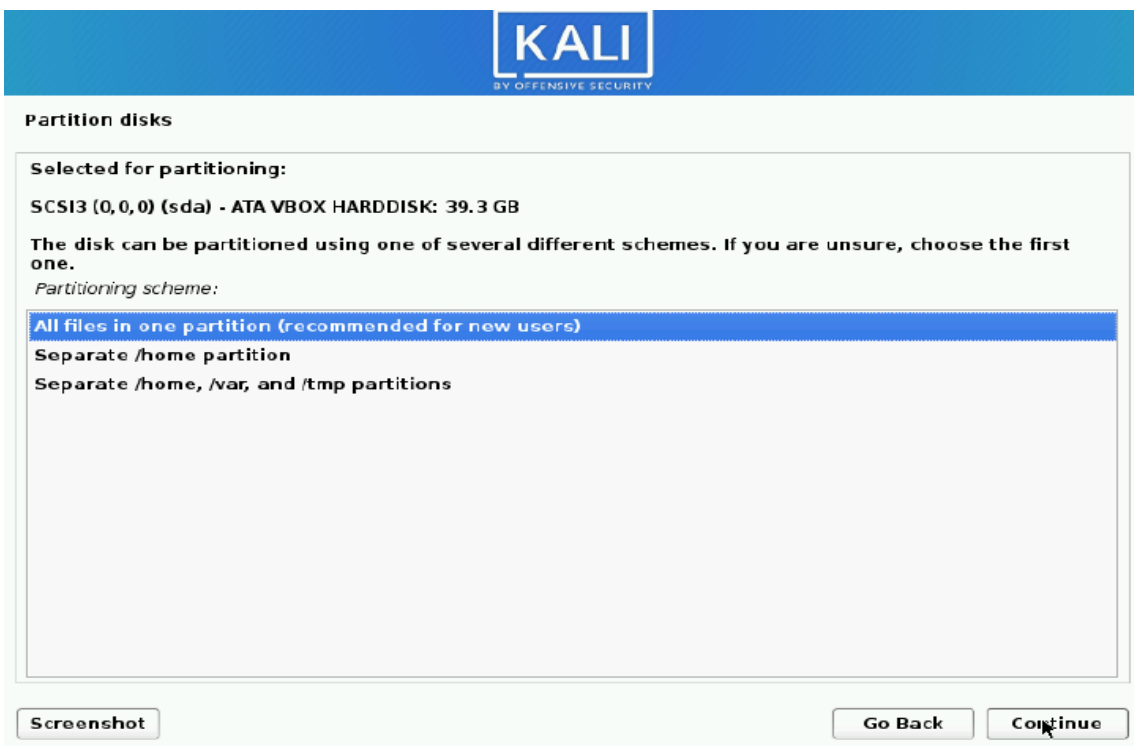 KALI
BY OFFENSIVE SECURITY
Partition disks
Selected for partitioning:
SCSI3 (0,0,0) (sda) - ATA VBOX HARDDISK: 39.3 GB
The disk can be partitioned using one of several different schemes. If you are unsure, choose the first
one.
Partitioning scheme:
All files in one partition (recommended for new users)
Separate /home partition
Separate /home, /var, and /tmp partitions
Screenshot
Go Back
Continue